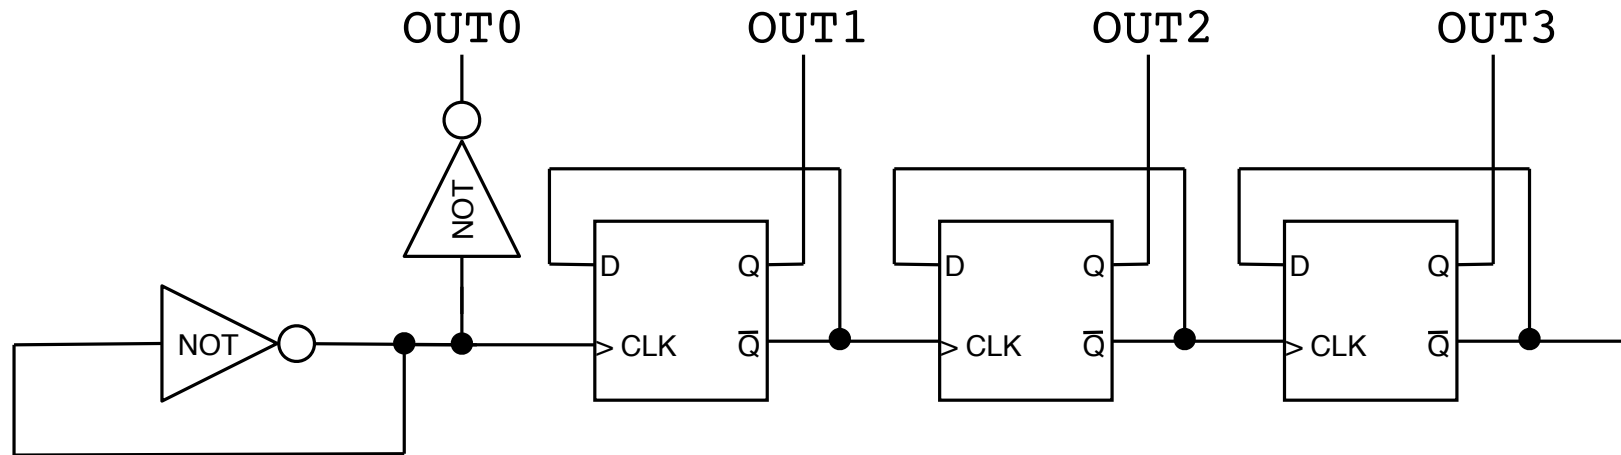 OUT0 OUT1 OUT2 OUT3
NOT
D Q D Q D Q
NOT > CLK Q̅ > CLK Q̅ > CLK Q̅